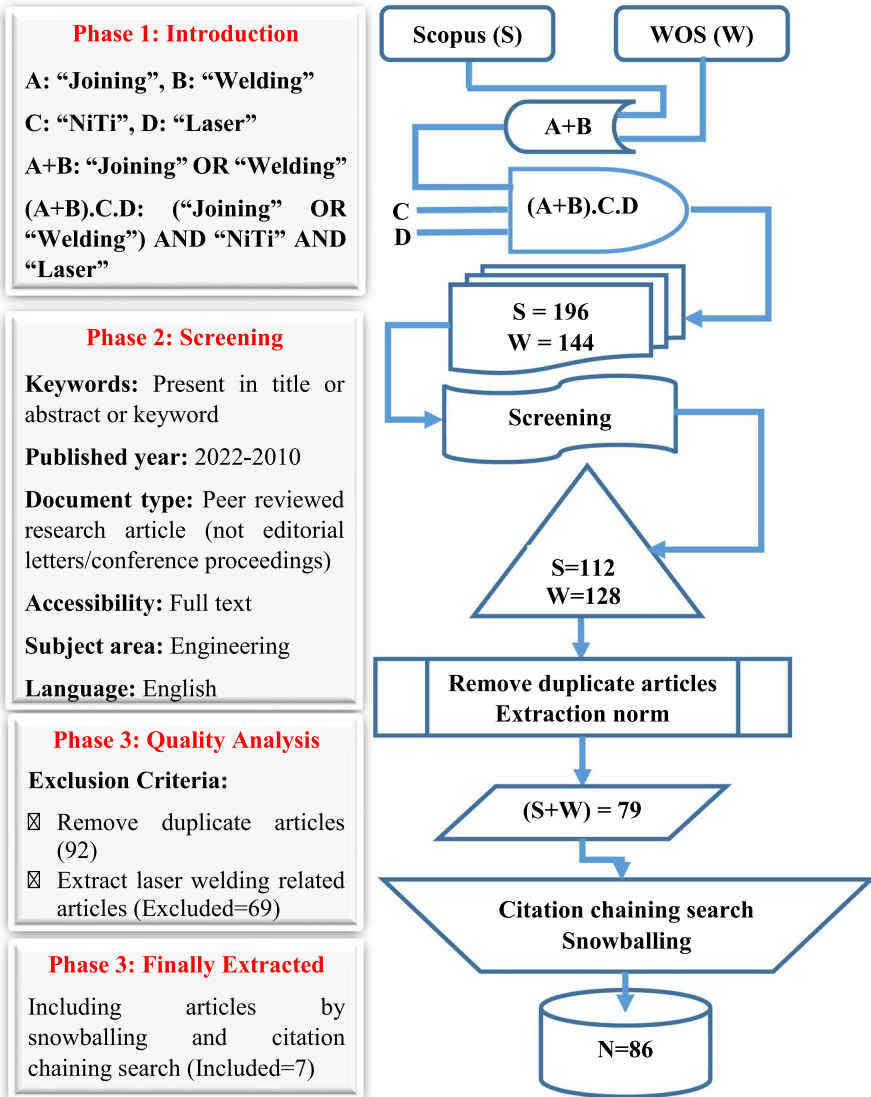 Phase 1: Introduction
A: “Joining”, B: “Welding”
C: “NiTi”, D: “Laser”
A+B: “Joining” OR “Welding”
(A+B).C.D: (“Joining” OR
“Welding”) AND “NiTi” AND
“Laser”
Phase 2: Screening
Keywords: Present in title or
abstract or keyword
Published year: 2022-2010
Document type: Peer reviewed
research article (not editorial
letters/conference proceedings)
Accessibility: Full text
Subject area: Engineering
Language: English
Phase 3: Quality Analysis
Exclusion Criteria:
Remove duplicate articles
(92)
Extract laser welding related
articles (Excluded=69)
Phase 3: Finally Extracted
Including articles by
snowballing and citation
chaining search (Included=7)
Scopus (S)
WOS (W)
A+B
C
D
(A+B).C.D
S = 196
W = 144
Screening
S=112
W=128
Remove duplicate articles
Extraction norm
(S+W) = 79
Citation chaining search
Snowballing
N=86